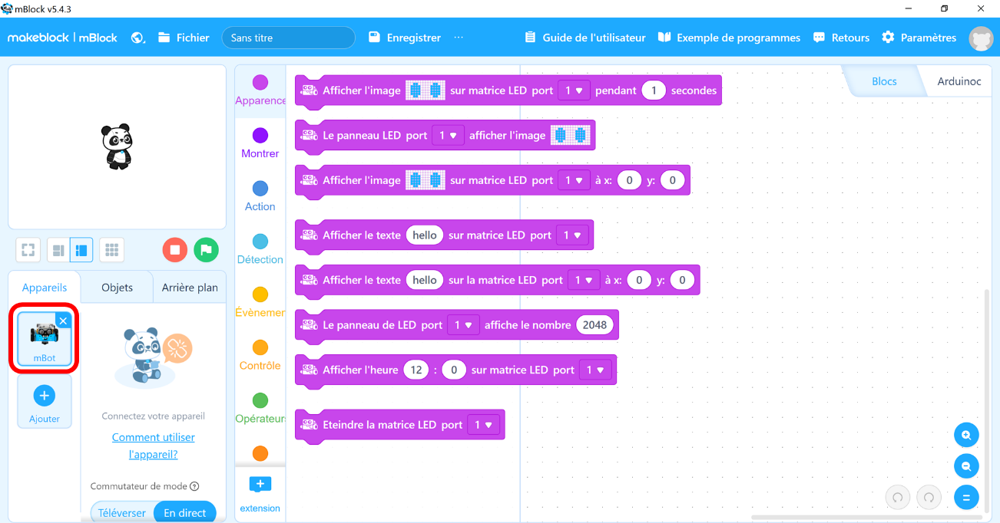 mBlock v5.4.3
makeblock | mBlock
Fichier
Sans titre
Enregistrer
Guide de l'utilisateur
Exemple de programmes
Retours
Paramètres
Apparence
Montrer
Action
Détection
Évènemen
Contrôle
Opérateurs
extension
Afficher l'image sur matrice LED port 1 pendant 1 secondes
Le panneau LED port 1 afficher l'image
Afficher l'image sur matrice LED port 1 à x: 0 y: 0
Afficher le texte hello sur matrice LED port 1
Afficher le texte hello sur la matrice LED port 1 à x: 0 y: 0
Le panneau de LED port 1 affiche le nombre 2048
Afficher l'heure 12 : 0 sur matrice LED port 1
Eteindre la matrice LED port 1
Blocs
Arduinoc
Appareils
Objets
Arrière plan
mBot
Ajouter
Connectez votre appareil
Comment utiliser
l'appareil?
Commutateur de mode
Téléverser
En direct